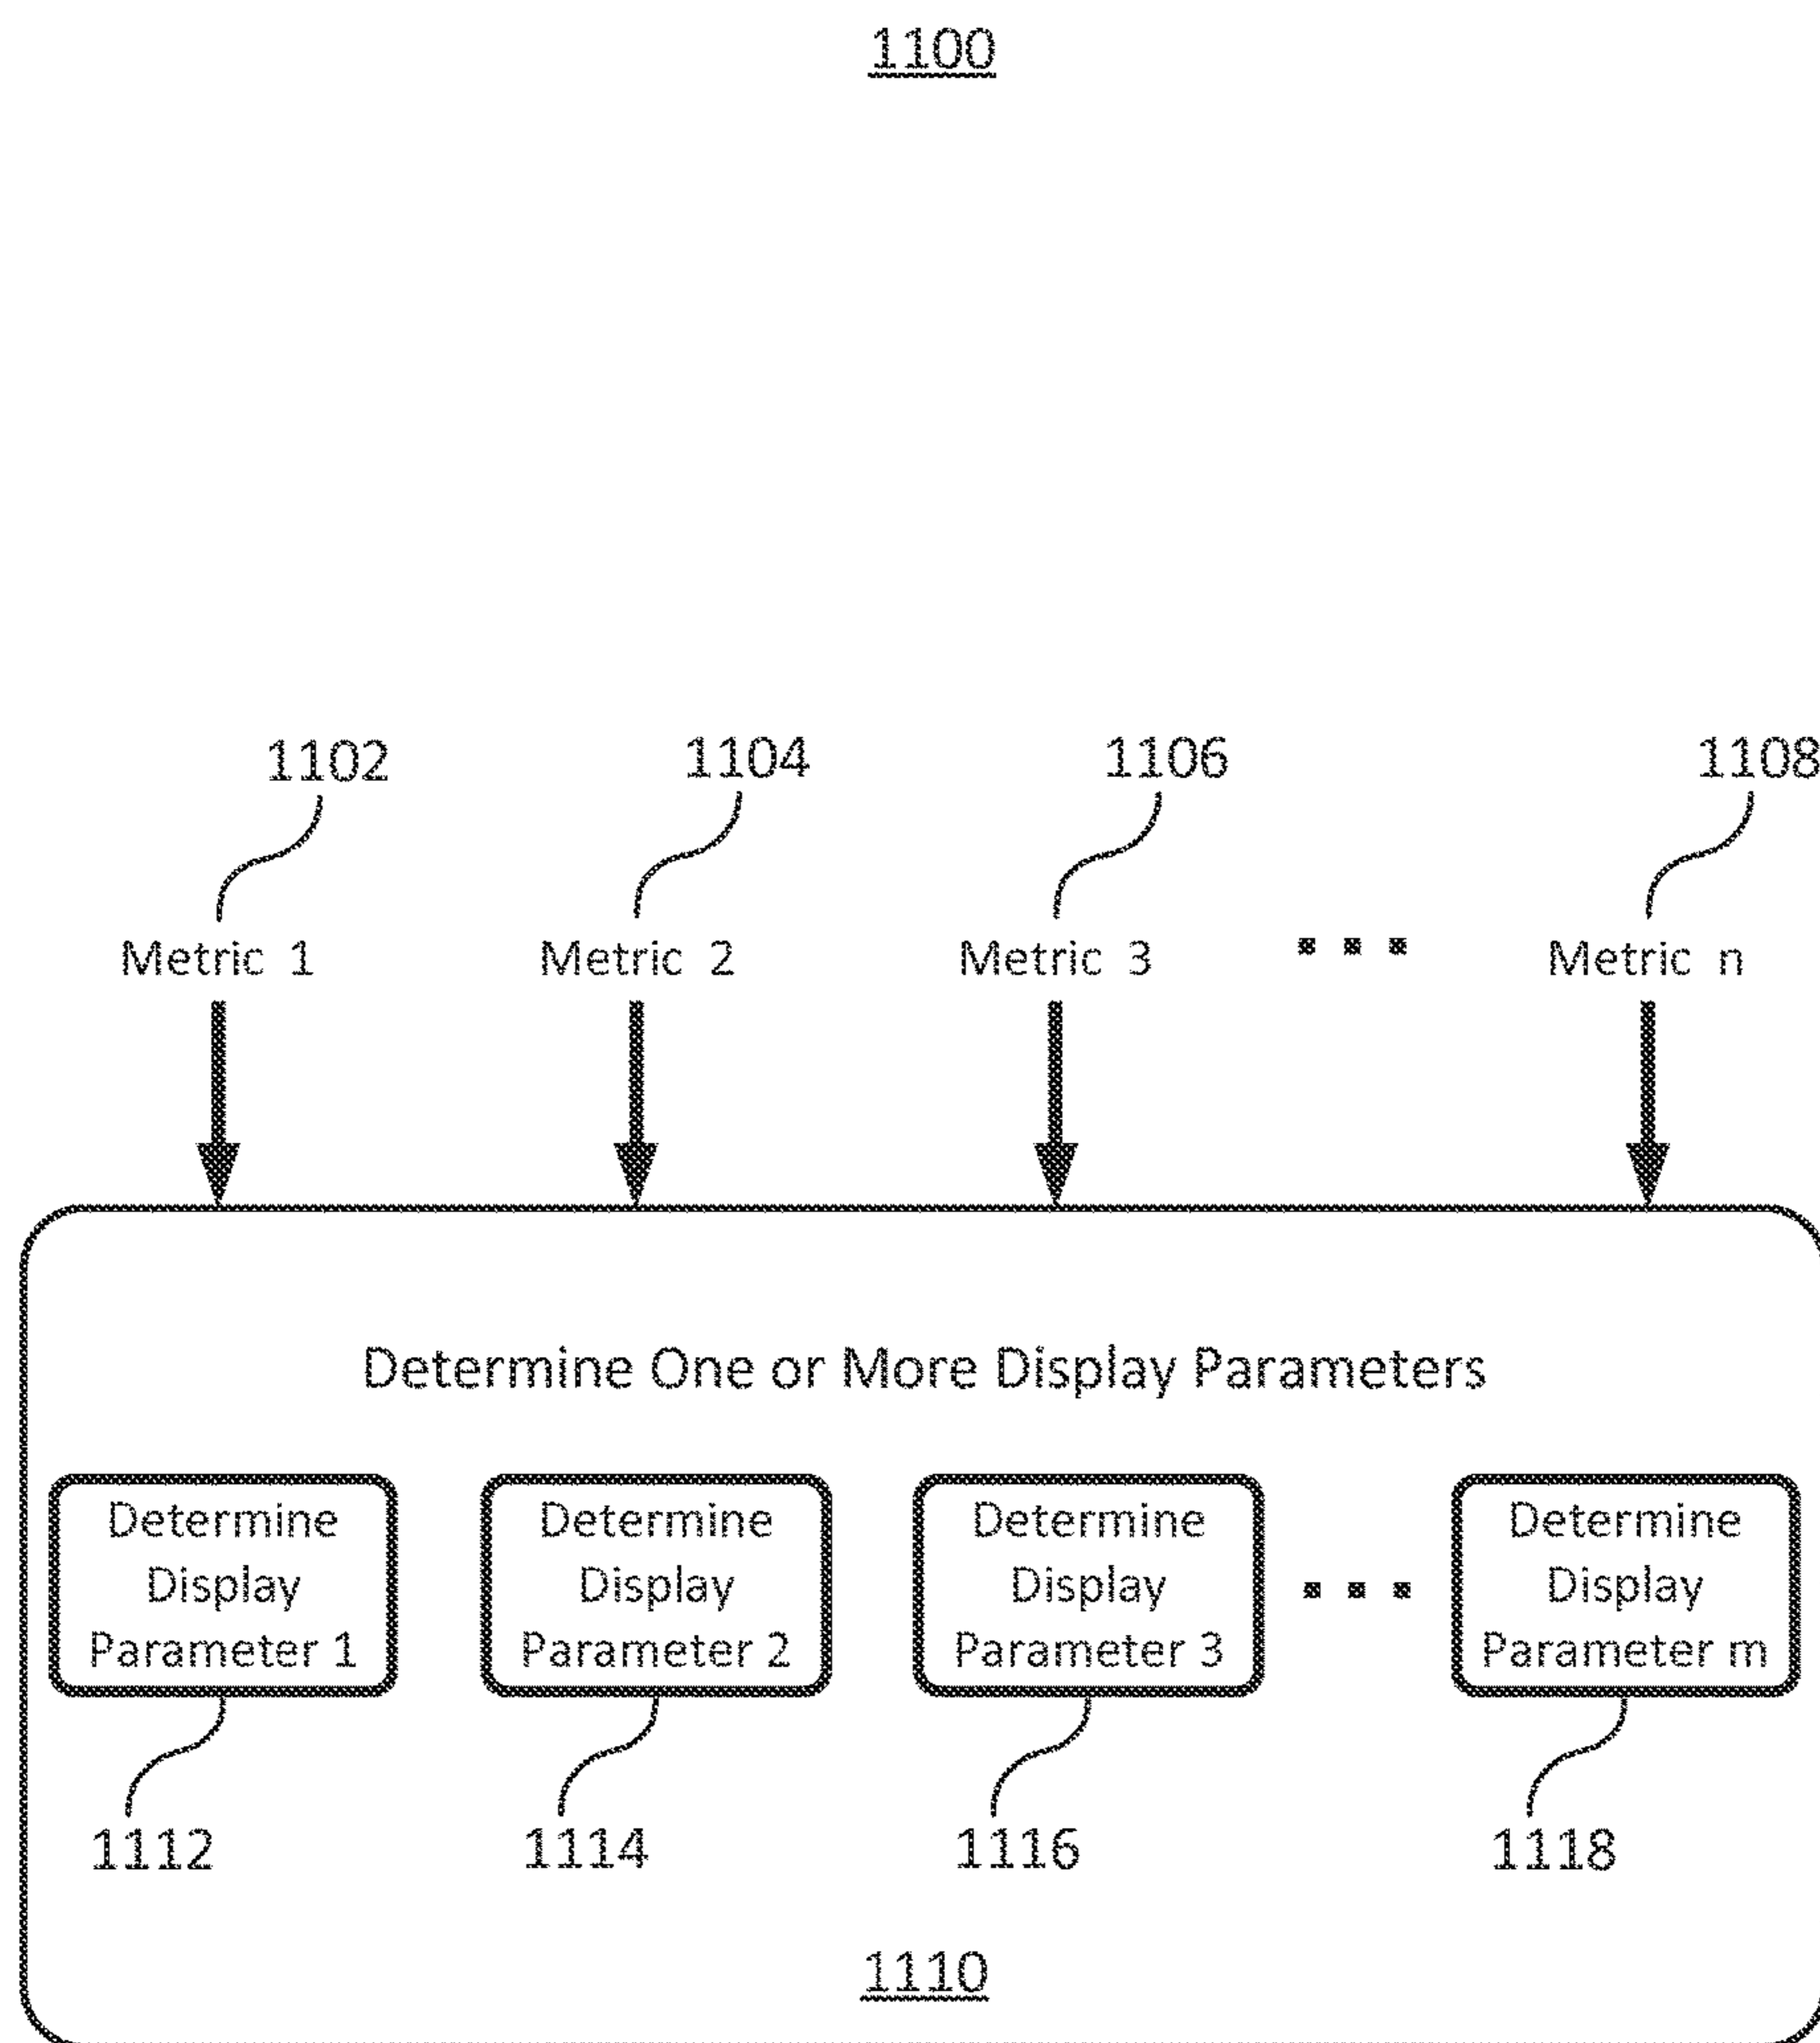 1100
1102 1104 1106 1108
Metric 1 Metric 2 Metric 3 ... Metric n
Determine One or More Display Parameters
Determine
Display
Parameter 1
Determine
Display
Parameter 2
Determine
Display
Parameter 3
...
Determine
Display
Parameter m
1112 1114 1116 1118
1110